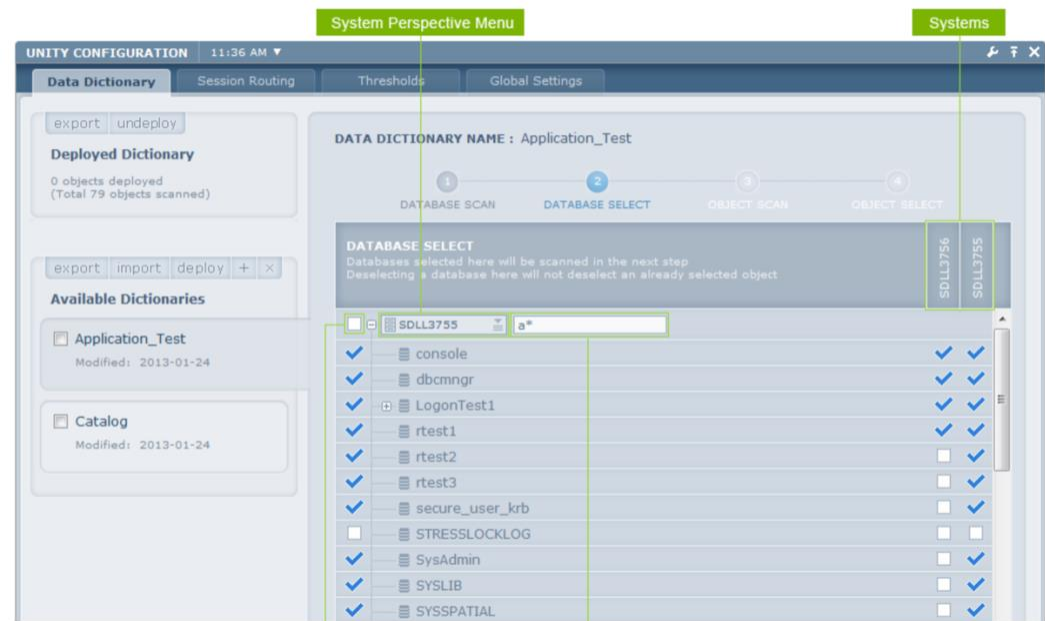 System Perspective Menu
Systems
UNITY CONFIGURATION 11:36 AM ▼
Data Dictionary Session Routing Thresholds Global Settings
export undeploy
Deployed Dictionary
0 objects deployed
(Total 79 objects scanned)
export import deploy + ×
Available Dictionaries
Application_Test
Modified: 2013-01-24
Catalog
Modified: 2013-01-24
DATA DICTIONARY NAME : Application_Test
1 2 3 4
DATABASE SCAN DATABASE SELECT OBJECT SCAN OBJECT SELECT
DATABASE SELECT
Databases selected here will be scanned in the next step
Deselecting a database here will not deselect an already selected object
SDLL3756
SDLL3755
SDLL3755 a*
console
dbcmngr
LogonTest1
rtest1
rtest2
rtest3
secure_user_krb
STRESSLOCKLOG
SysAdmin
SYSLIB
SYSSPATIAL